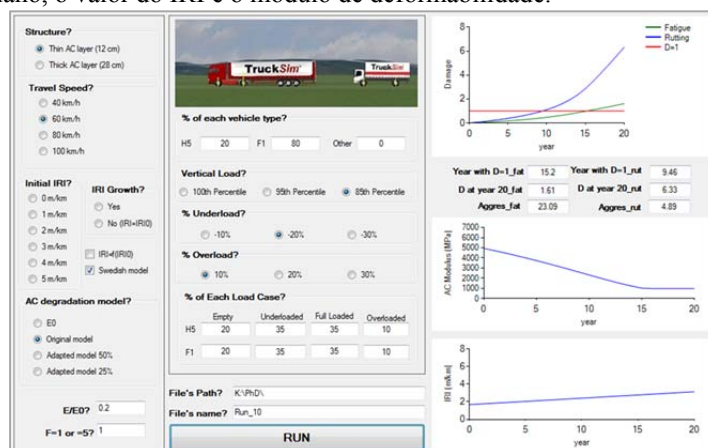 o valor do IRI e o módulo de deformabilidade.
Structure?
Thin AC layer (12 cm)
Thick AC layer (28 cm)
Travel Speed?
40 km/h
60 km/h
80 km/h
100 km/h
Initial IRI?
0 m/km
1 m/km
2 m/km
3 m/km
4 m/km
5 m/km
IRI Growth?
Yes
No (IRI=IRI0)
IRI=f(IRI0)
Swedish model
AC degradation model?
E0
Original model
Adapted model 50%
Adapted model 25%
E/E0? 0.2
F=1 or =5? 1
TruckSim
TruckSim
% of each vehicle type?
H5 20 F1 80 Other 0
Vertical Load?
100th Percentile 99th Percentile 89th Percentile
% Underload?
-10% -20% -30%
% Overload?
10% 20% 30%
% of Each Load Case?
Empty Underloaded Full Loaded Overloaded
H5 20 35 35 10
F1 20 35 35 10
File's Path? K:\PhD\
File's name? Run_10
RUN
Fatigue
Rutting
D=1
Damage
8
6
4
2
0
0 5 10 15 20
year
Year with D=1_fat 15.2 Year with D=1_rut 9.46
D at year 20_fat 1.61 D at year 20_rut 6.33
Aggres_fat 23.09 Aggres_rut 4.89
AC Modulus (MPa)
7000
6000
5000
4000
3000
2000
1000
0
0 5 10 15 20
year
IRI (m/km)
8
6
4
2
0
0 5 10 15 20
year